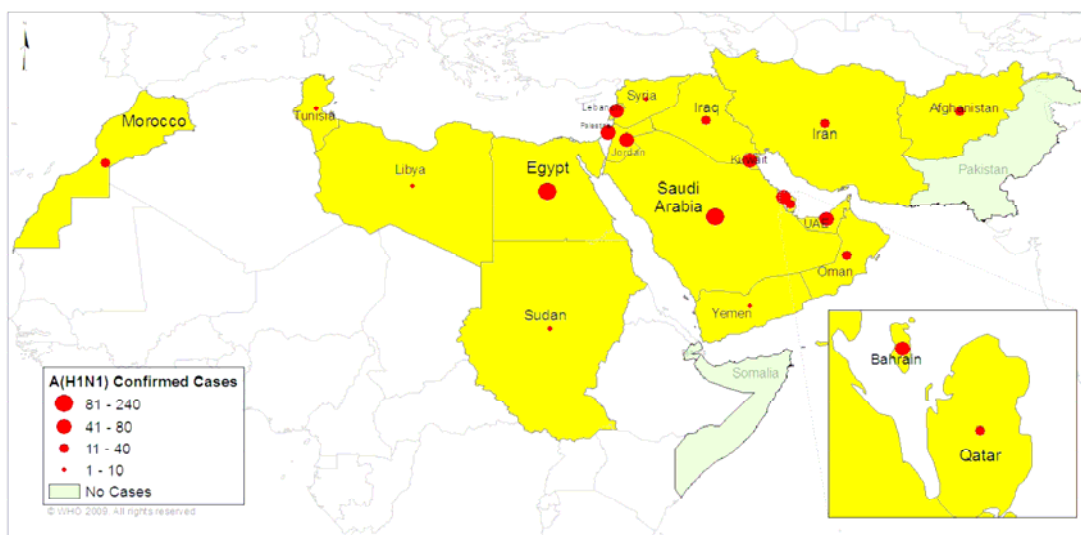 Morocco
Tunisia
Libya
Egypt
Sudan
Syria
Jordan
Iraq
Kuwait
Iran
Afghanistan
Pakistan
Saudi
Arabia
UAE
Oman
Yemen
Somalia
Bahrain
Qatar
A(H1N1) Confirmed Cases
81 - 240
41 - 80
11 - 40
1 - 10
No Cases
© WHO 2009. All rights reserved